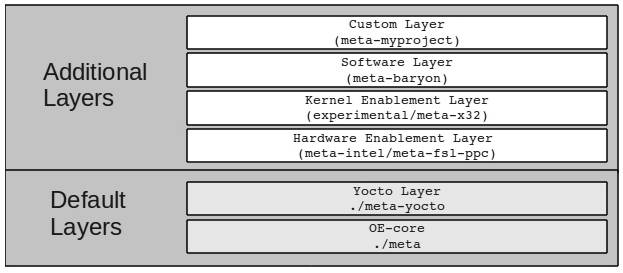 Additional
Layers
Custom Layer
(meta-myproject)
Software Layer
(meta-baryon)
Kernel Enablement Layer
(experimental/meta-x32)
Hardware Enablement Layer
(meta-intel/meta-fsl-ppc)
Default
Layers
Yocto Layer
./meta-yocto
OE-core
./meta